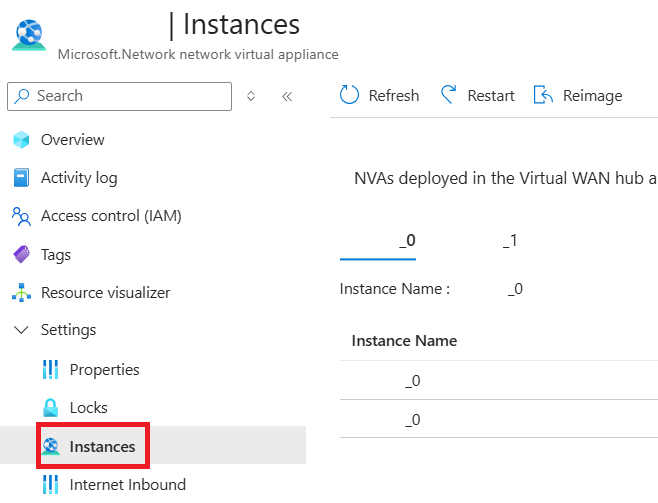 | Instances
Microsoft.Network network virtual appliance
Search
Refresh Restart Reimage
Overview
Activity log
Access control (IAM)
Tags
Resource visualizer
Settings
Properties
Locks
Instances
Internet Inbound
NVAs deployed in the Virtual WAN hub a
_0 _1
Instance Name : _0
Instance Name
_0
_0